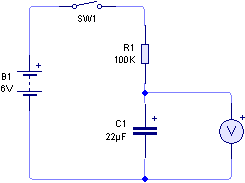 SW1
R1
100K
B1
6V
+
+
C1
22µF
+
+
V